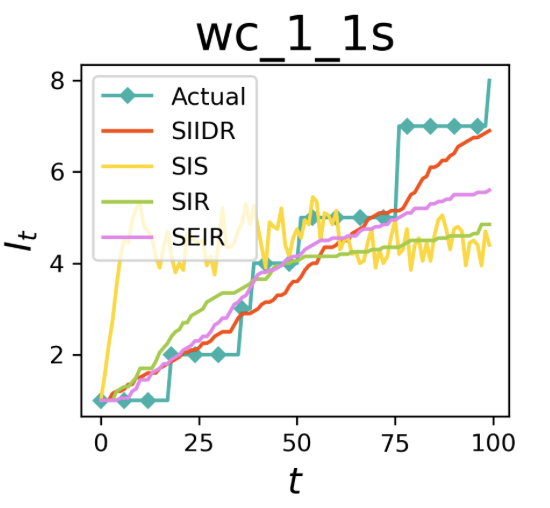 wc_1_1s
8
6
4
2
I_t
Actual
SIIDR
SIS
SIR
SEIR
0 25 50 75 100
t